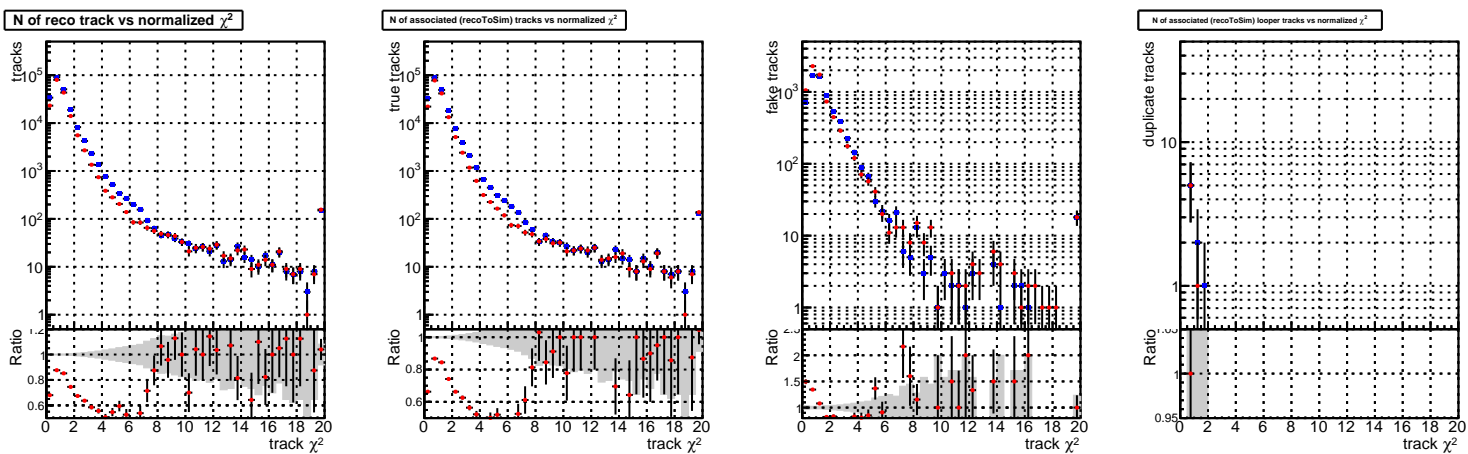 N of reco track vs normalized χ²
tracks
10⁵
10⁴
10³
10²
10
1
Ratio
1.2
1
0.8
0.6
0 2 4 6 8 10 12 14 16 18 20
track χ²
N of associated (recoToSim) tracks vs normalized χ²
true tracks
10⁵
10⁴
10³
10²
10
1
Ratio
1
0.8
0.6
0 2 4 6 8 10 12 14 16 18 20
track χ²
fake tracks
10³
10²
10
1
Ratio
2.5
2
1.5
1
0 2 4 6 8 10 12 14 16 18 20
track χ²
N of associated (recoToSim) looper tracks vs normalized χ²
duplicate tracks
10
1
Ratio
1.05
1
0.95
0 2 4 6 8 10 12 14 16 18 20
track χ²